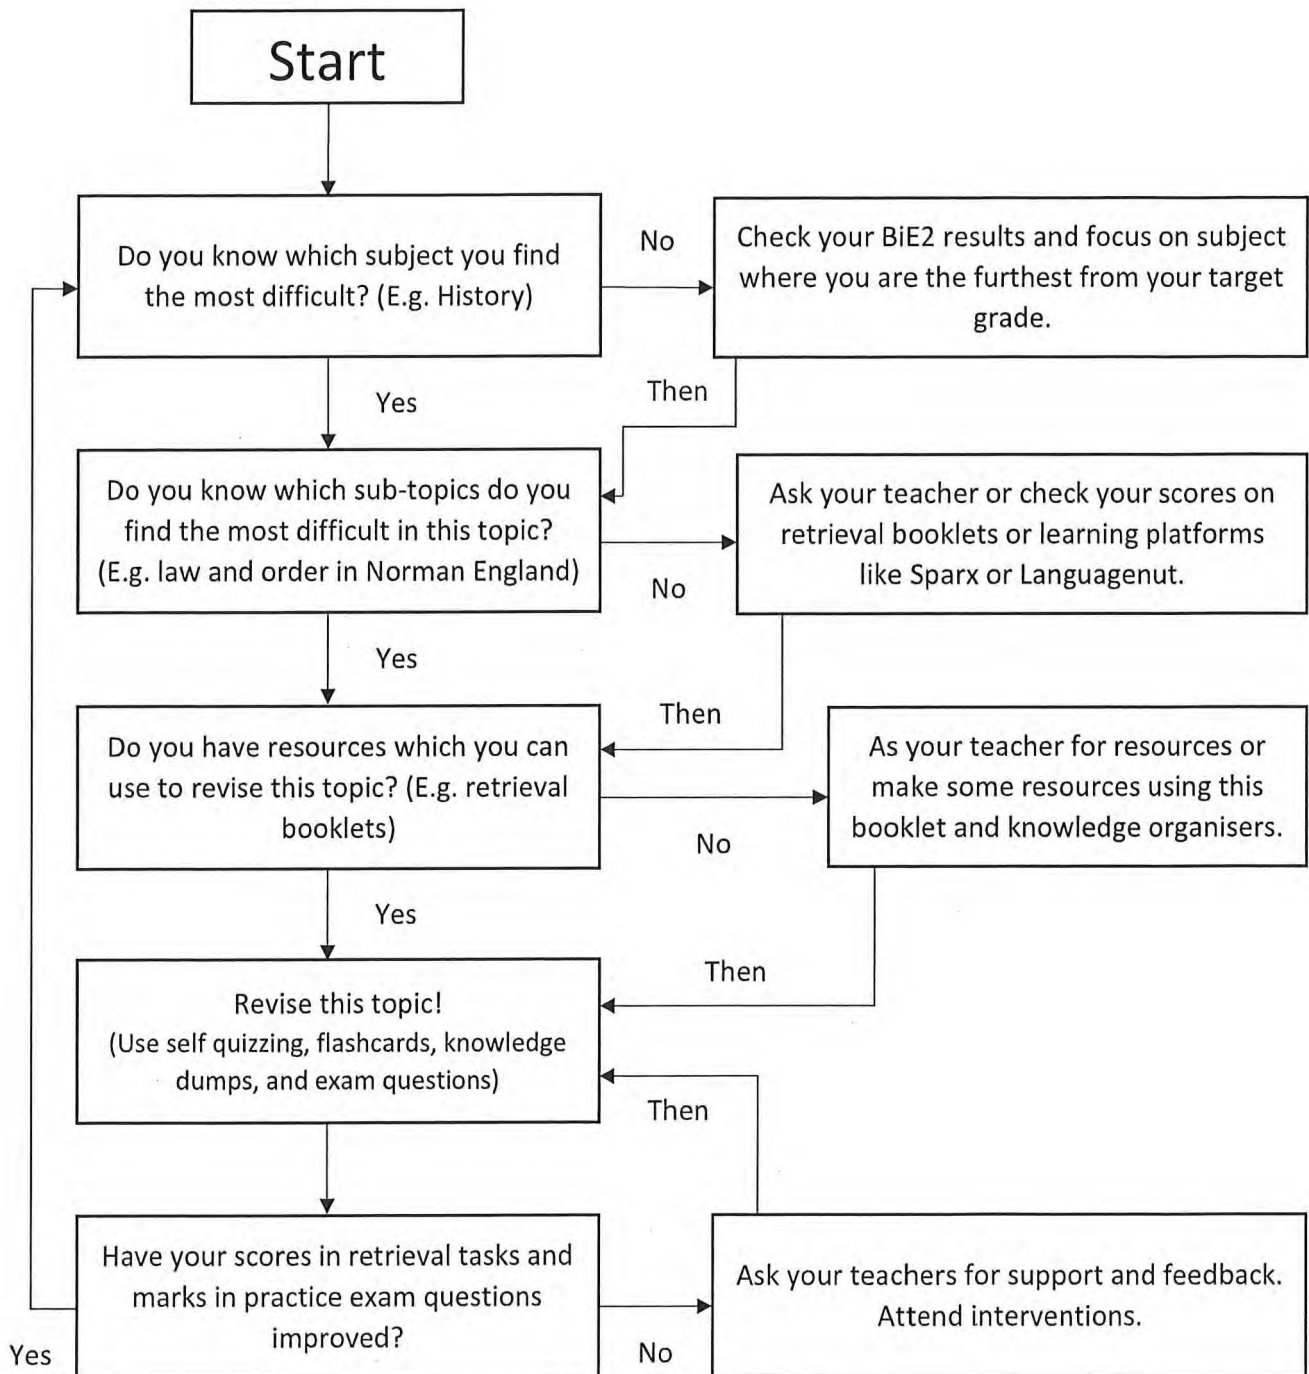 Start
Do you know which subject you find
the most difficult? (E.g. History)
No
Check your BiE2 results and focus on subject
where you are the furthest from your target
grade.
Yes
Then
Do you know which sub-topics do you
find the most difficult in this topic?
(E.g. law and order in Norman England)
No
Ask your teacher or check your scores on
retrieval booklets or learning platforms
like Sparx or Languagenut.
Yes
Then
Do you have resources which you can
use to revise this topic? (E.g. retrieval
booklets)
No
As your teacher for resources or
make some resources using this
booklet and knowledge organisers.
Yes
Then
Revise this topic!
(Use self quizzing, flashcards, knowledge
dumps, and exam questions)
Then
Have your scores in retrieval tasks and
marks in practice exam questions
improved?
Yes
No
Ask your teachers for support and feedback.
Attend interventions.